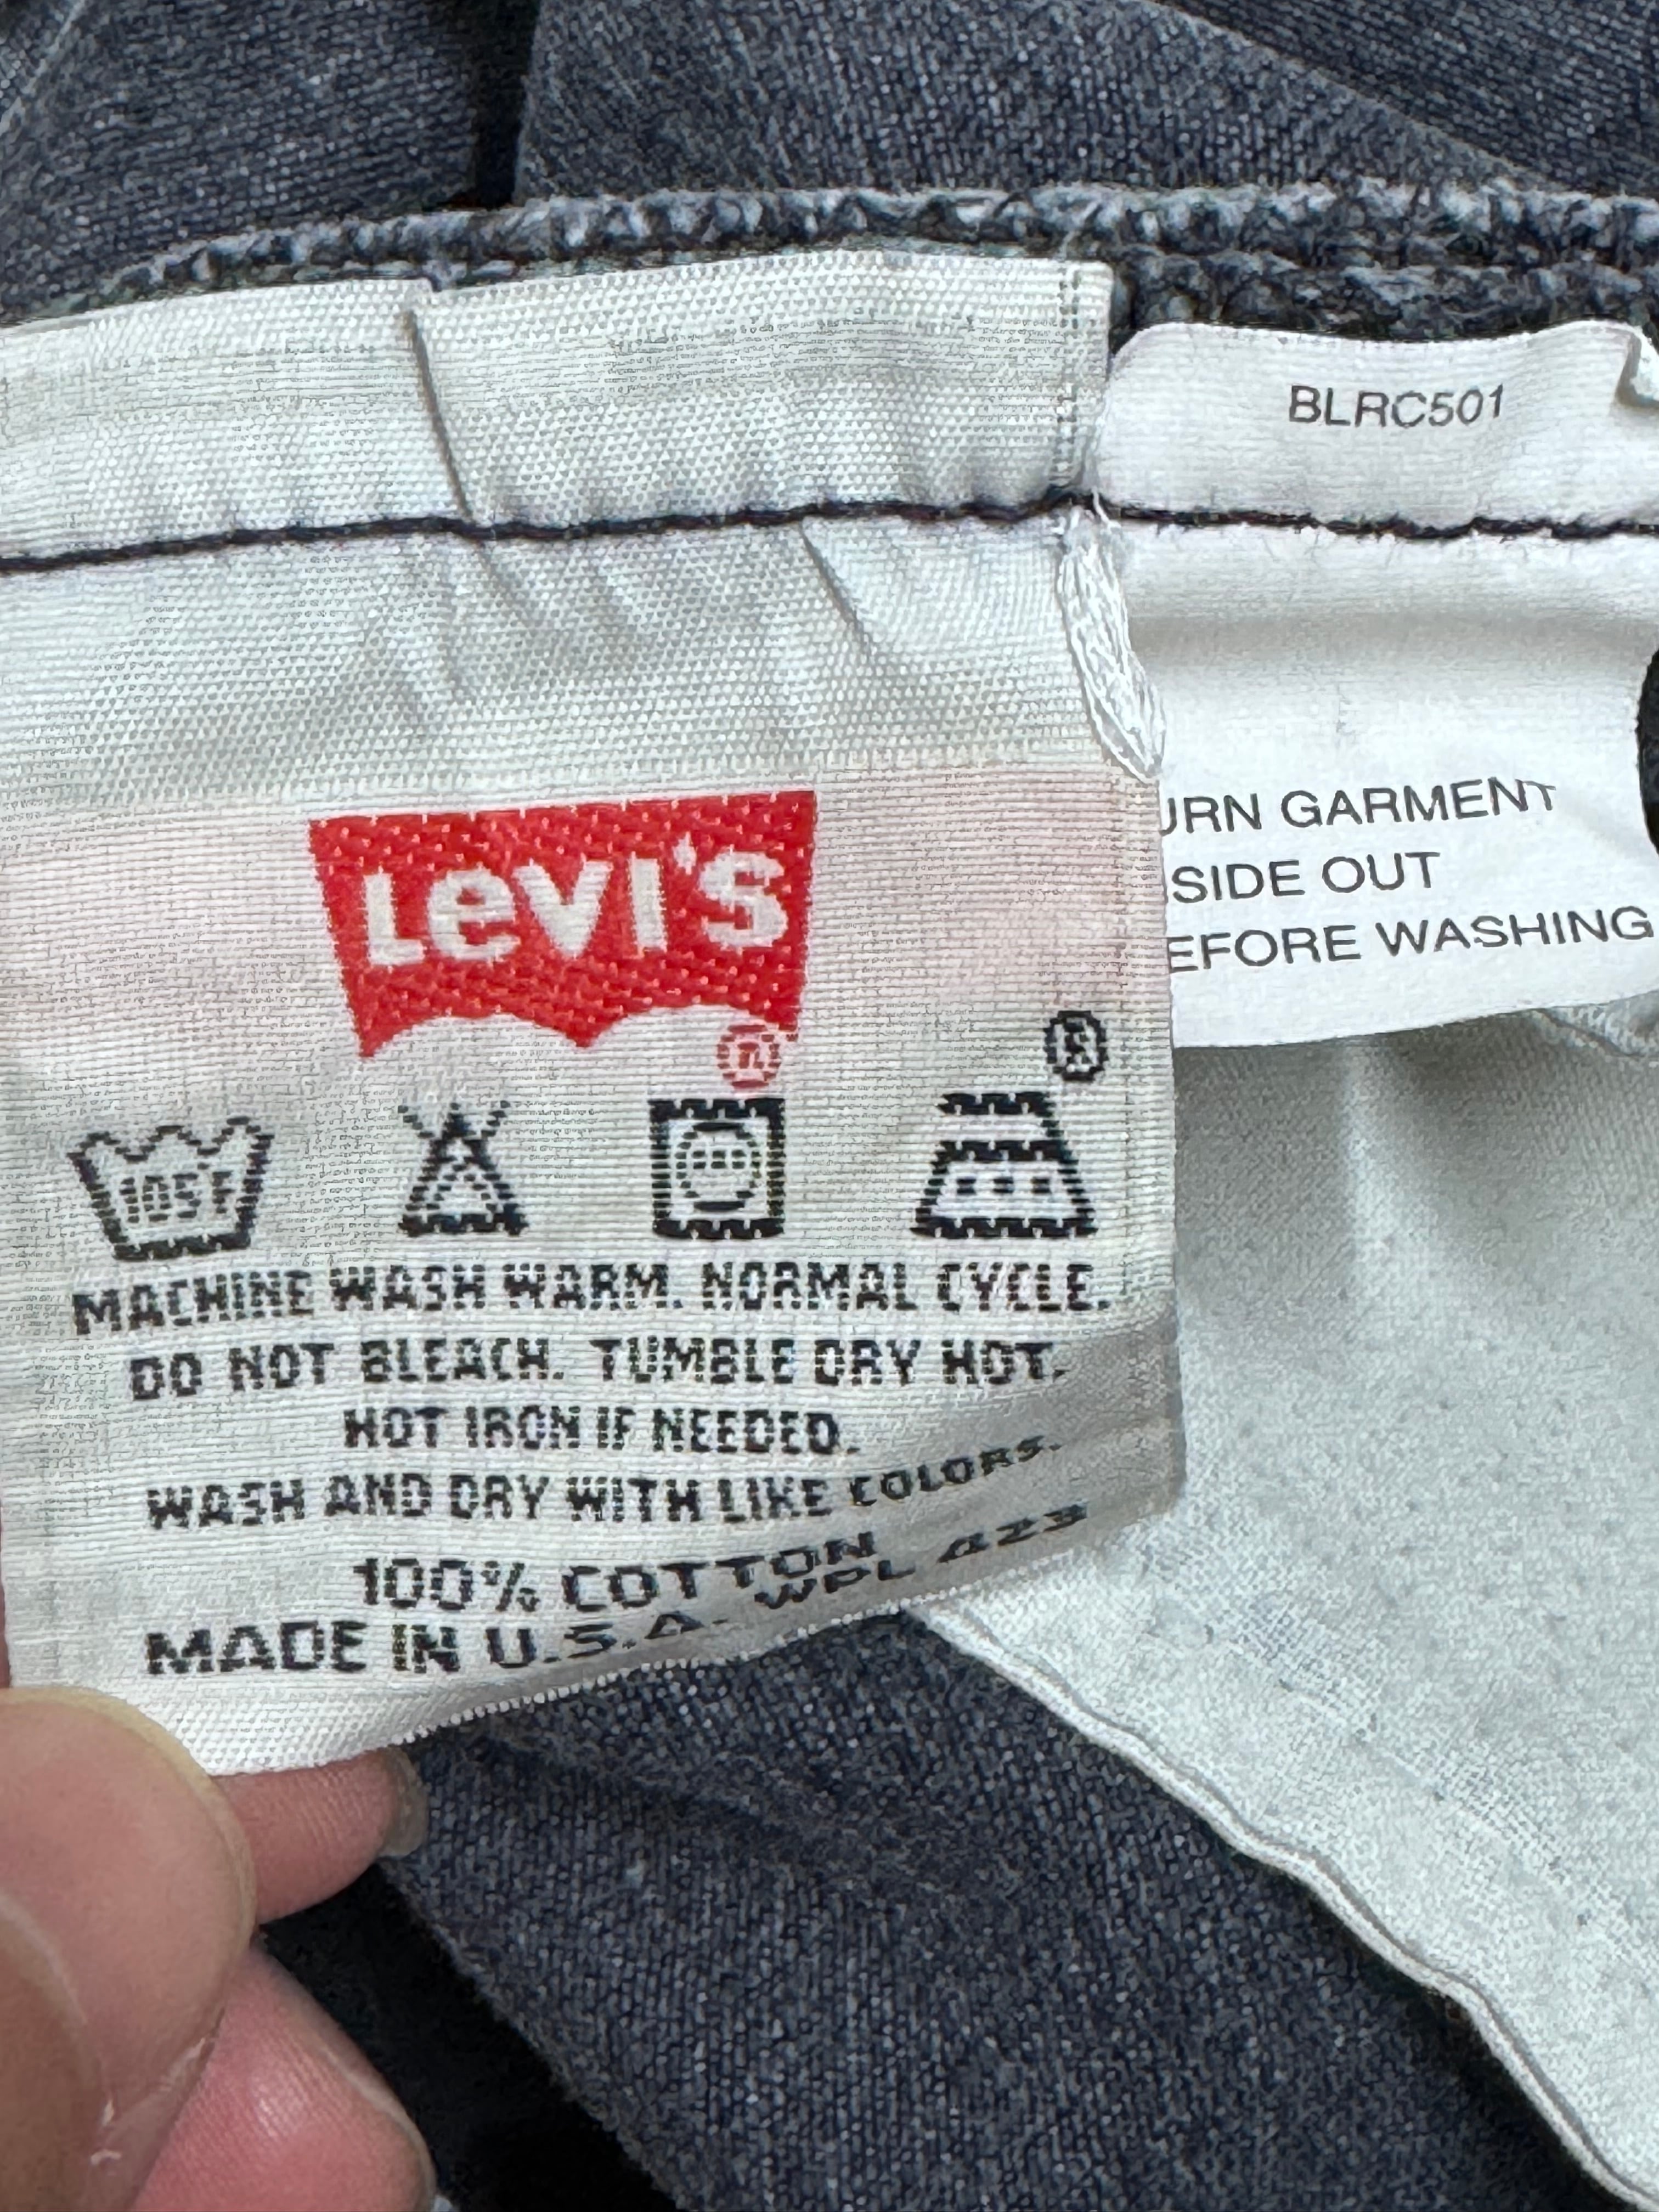 BLRC501
URN GARMENT
SIDE OUT
EFORE WASHING
LEVI'S
®
®
105°F
MACHINE WASH WARM. NORMAL CYCLE.
DO NOT BLEACH. TUMBLE DRY HOT.
HOT IRON IF NEEDED.
WASH AND DRY WITH LIKE COLORS.
100% COTTON
WPL 423
MADE IN U.S.A.